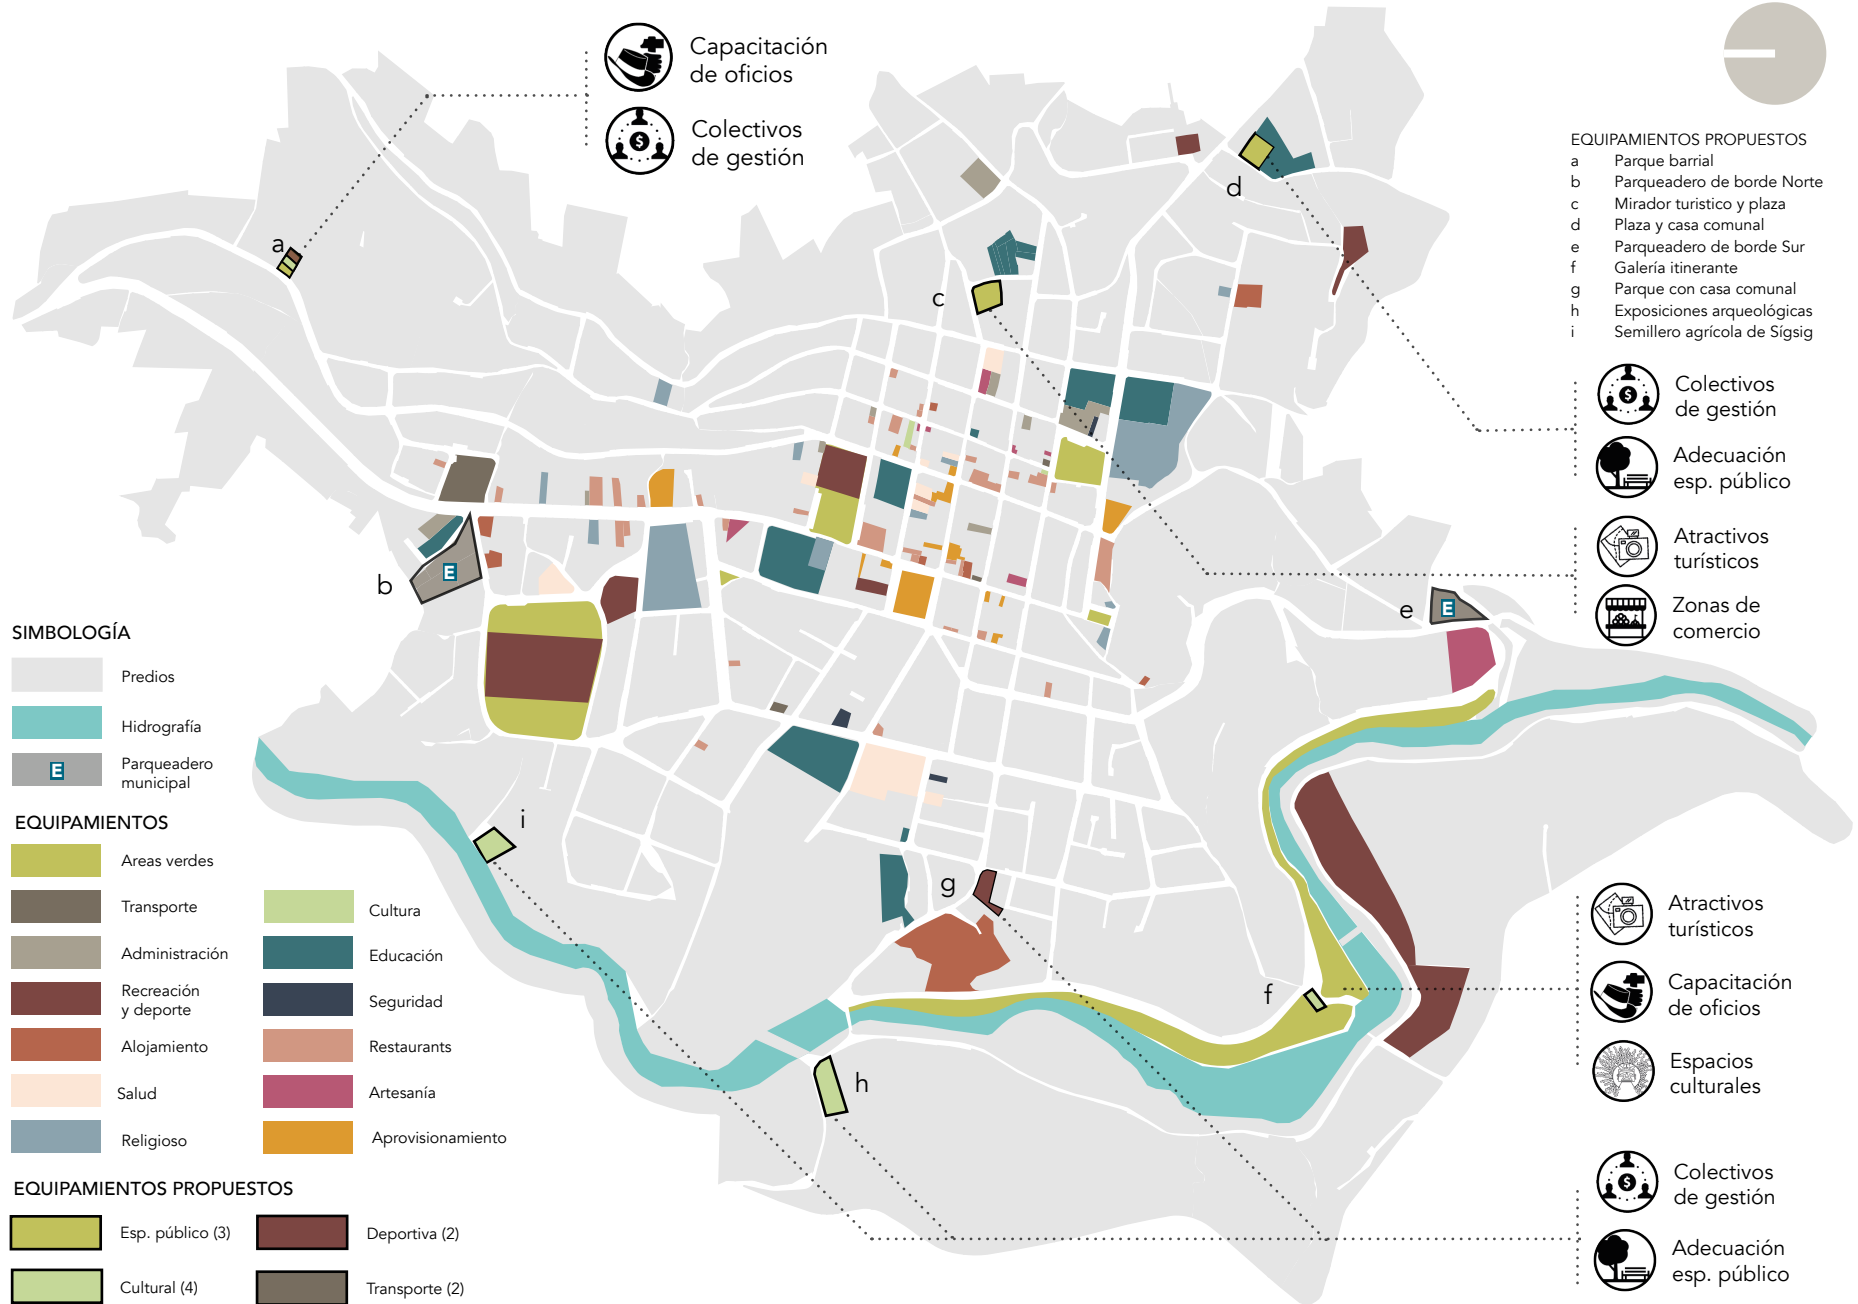 Capacitación
de oficios
Colectivos
de gestión
EQUIPAMIENTOS PROPUESTOS
a Parque barrial
b Parqueadero de borde Norte
c Mirador turistico y plaza
d Plaza y casa comunal
e Parqueadero de borde Sur
f Galería itinerante
g Parque con casa comunal
h Exposiciones arqueológicas
i Semillero agrícola de Sígsig
a
b
E
c
d
e
E
f
g
h
i
Colectivos
de gestión
Adecuación
esp. público
Atractivos
turísticos
Zonas de
comercio
Atractivos
turísticos
Capacitación
de oficios
Espacios
culturales
Colectivos
de gestión
Adecuación
esp. público
SIMBOLOGÍA
Predios
Hidrografía
E
Parqueadero
municipal
EQUIPAMIENTOS
Areas verdes
Transporte
Administración
Recreación
y deporte
Alojamiento
Salud
Religioso
Cultura
Educación
Seguridad
Restaurants
Artesanía
Aprovisionamiento
EQUIPAMIENTOS PROPUESTOS
Esp. público (3)
Deportiva (2)
Cultural (4)
Transporte (2)